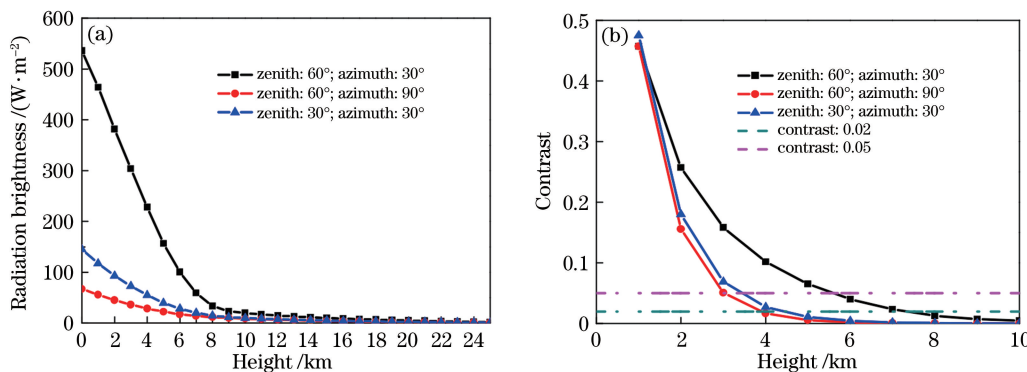 (a)
600
500
400
300
200
100
0
Radiation brightness /(W·m⁻²)
zenith: 60°; azimuth: 30°
zenith: 60°; azimuth: 90°
zenith: 30°; azimuth: 30°
0 2 4 6 8 10 12 14 16 18 20 22 24
Height /km
(b)
0.5
0.4
0.3
0.2
0.1
0
Contrast
zenith: 60°; azimuth: 30°
zenith: 60°; azimuth: 90°
zenith: 30°; azimuth: 30°
contrast: 0.02
contrast: 0.05
2 4 6 8 10
Height /km